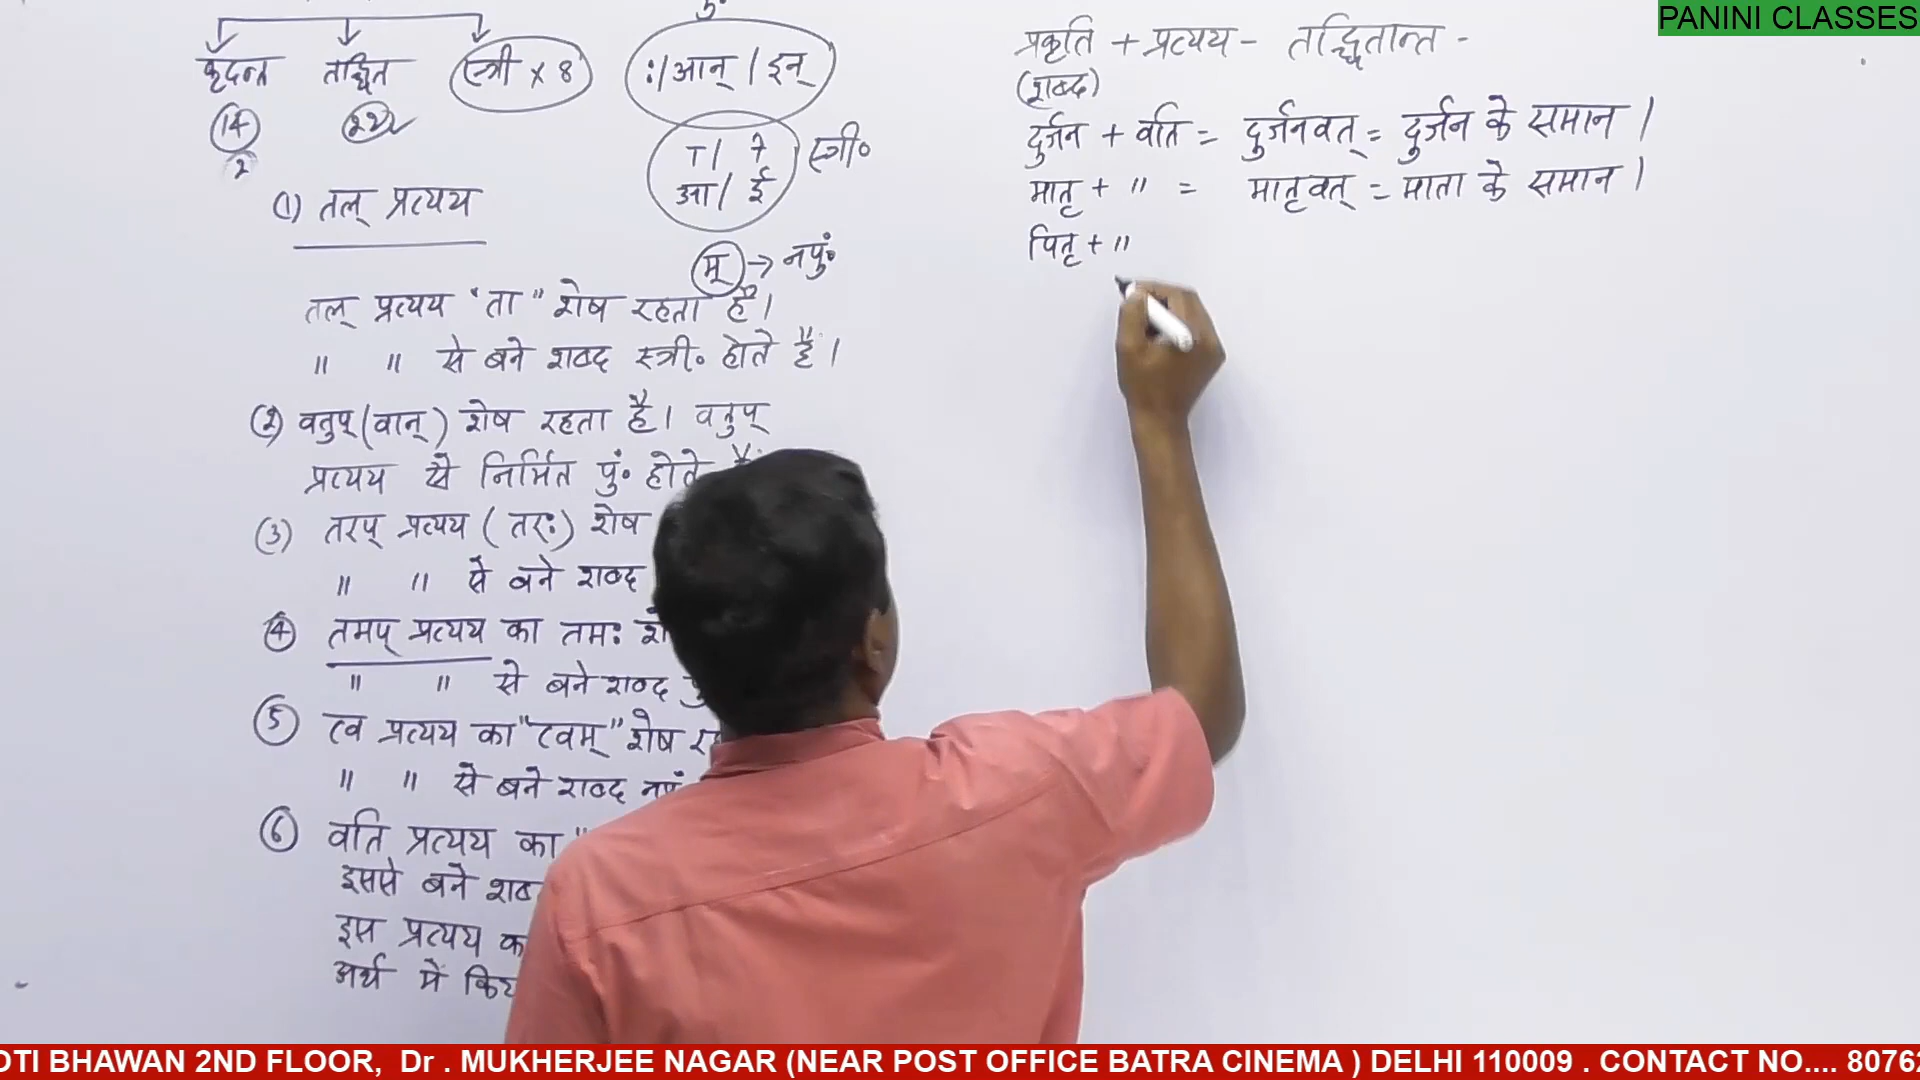 PANINI CLASSES
कृदन्त तद्धित स्त्री x 8
14 22
2
:/आन् / इन्
ा / ी
आ / ई स्त्री०
म् → नपुं०
(1) तल् प्रत्यय
तल् प्रत्यय "ता" शेष रहता है।
" " से बने शब्द स्त्री० होते हैं।
(2) वतुप् (वान्) शेष रहता है। वतुप्
प्रत्यय से निर्मित पुं० होते
(3) तरप् प्रत्यय (तर:) शेष
" " से बने शब्द
(4) तमप् प्रत्यय का तम:
" " से बने शब्द
(5) त्व प्रत्यय का "त्वम्" शेष
" " से बने शब्द नपुं
(6) वति प्रत्यय का "
इससे बने
इस प्रत्यय
अर्थ में
प्रकृति + प्रत्यय - तद्धितान्त -
(शब्द)
दुर्जन + वति = दुर्जनवत् = दुर्जन के समान।
मातृ + " = मातृवत् = माता के समान।
पितृ + "
OTI BHAWAN 2ND FLOOR, Dr . MUKHERJEE NAGAR (NEAR POST OFFICE BATRA CINEMA ) DELHI 110009 . CONTACT NO.... 8076